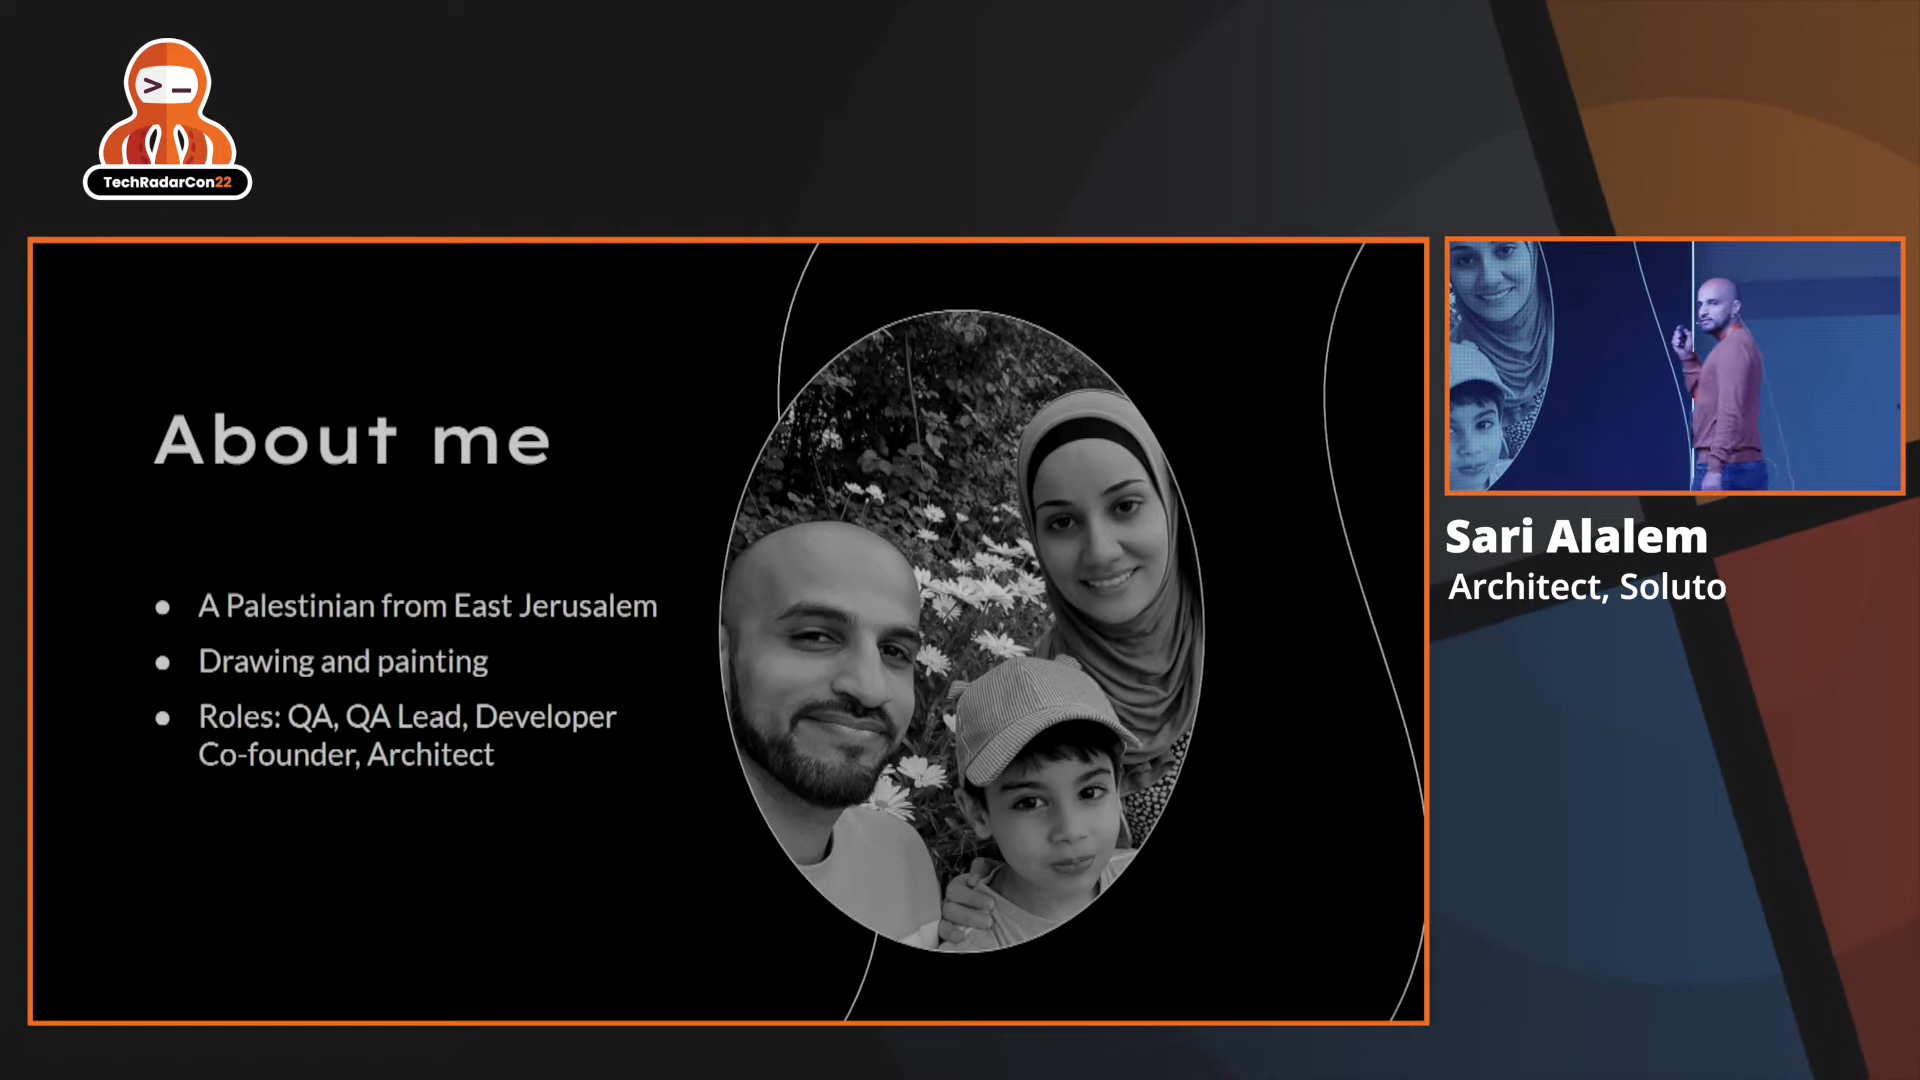 >_
TechRadarCon22
About me
● A Palestinian from East Jerusalem
● Drawing and painting
● Roles: QA, QA Lead, Developer
Co-founder, Architect
Sari Alalem
Architect, Soluto